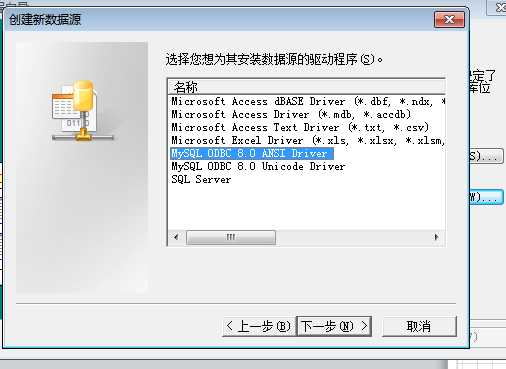 创建新数据源
选择您想为其安装数据源的驱动程序(S)。
名称
Microsoft Access dBASE Driver (*.dbf, *.ndx, *
Microsoft Access Driver (*.mdb, *.accdb)
Microsoft Access Text Driver (*.txt, *.csv)
Microsoft Excel Driver (*.xls, *.xlsx, *.xlsm,
MySQL ODBC 8.0 ANSI Driver
MySQL ODBC 8.0 Unicode Driver
SQL Server
01110
定了
库位
S)...
W)...
< 上一步(B)
下一步(N) >
取消